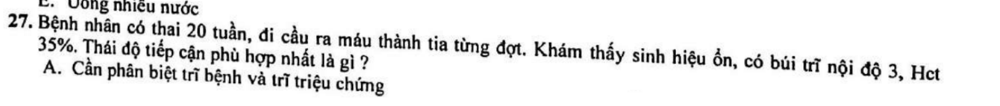 E. Uống nhiều nước
27. Bệnh nhân có thai 20 tuần, đi cầu ra máu thành tia từng đợt. Khám thấy sinh hiệu ổn, có búi trĩ nội độ 3, Hct
35%. Thái độ tiếp cận phù hợp nhất là gì ?
A. Cần phân biệt trĩ bệnh và trĩ triệu chứng